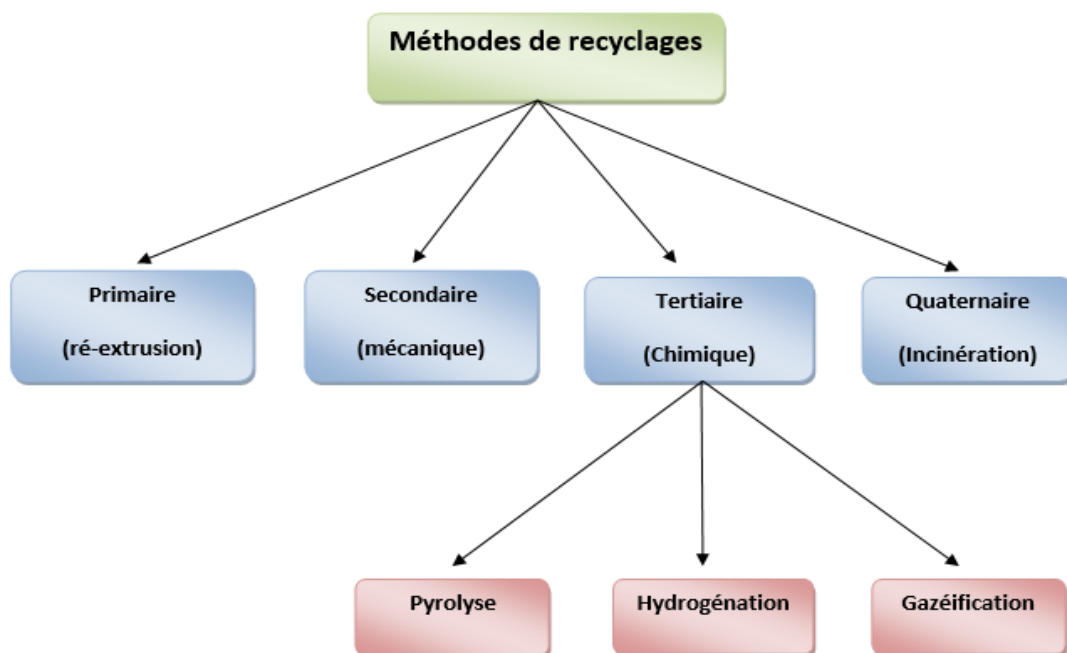 Méthodes de recyclages
Primaire
(ré-extrusion)
Secondaire
(mécanique)
Tertiaire
(Chimique)
Quaternaire
(Incinération)
Pyrolyse
Hydrogénation
Gazéification